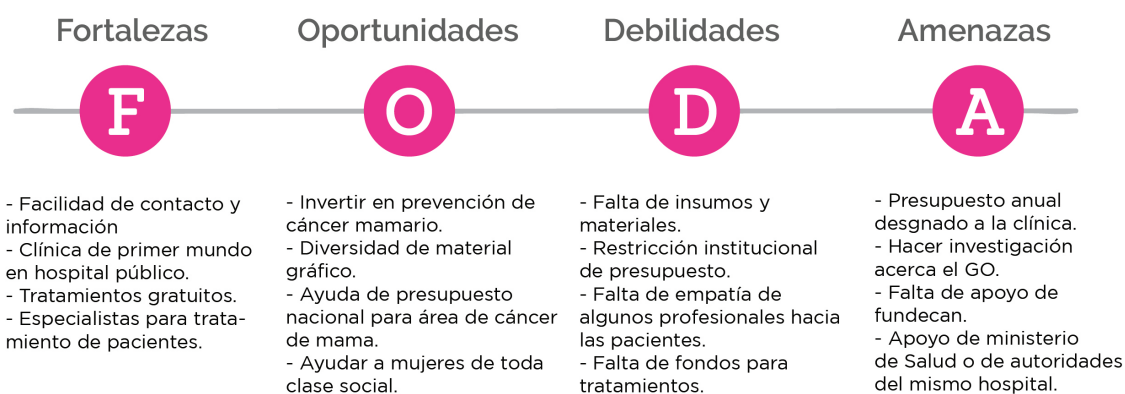 Fortalezas
F
- Facilidad de contacto y
información
- Clínica de primer mundo
en hospital público.
- Tratamientos gratuitos.
- Especialistas para trata-
miento de pacientes.
Oportunidades
O
- Invertir en prevención de
cáncer mamario.
- Diversidad de material
gráfico.
- Ayuda de presupuesto
nacional para área de cáncer
de mama.
- Ayudar a mujeres de toda
clase social.
Debilidades
D
- Falta de insumos y
materiales.
- Restricción institucional
de presupuesto.
- Falta de empatía de
algunos profesionales hacia
las pacientes.
- Falta de fondos para
tratamientos.
Amenazas
A
- Presupuesto anual
desgnado a la clínica.
- Hacer investigación
acerca el GO.
- Falta de apoyo de
fundecan.
- Apoyo de ministerio
de Salud o de autoridades
del mismo hospital.